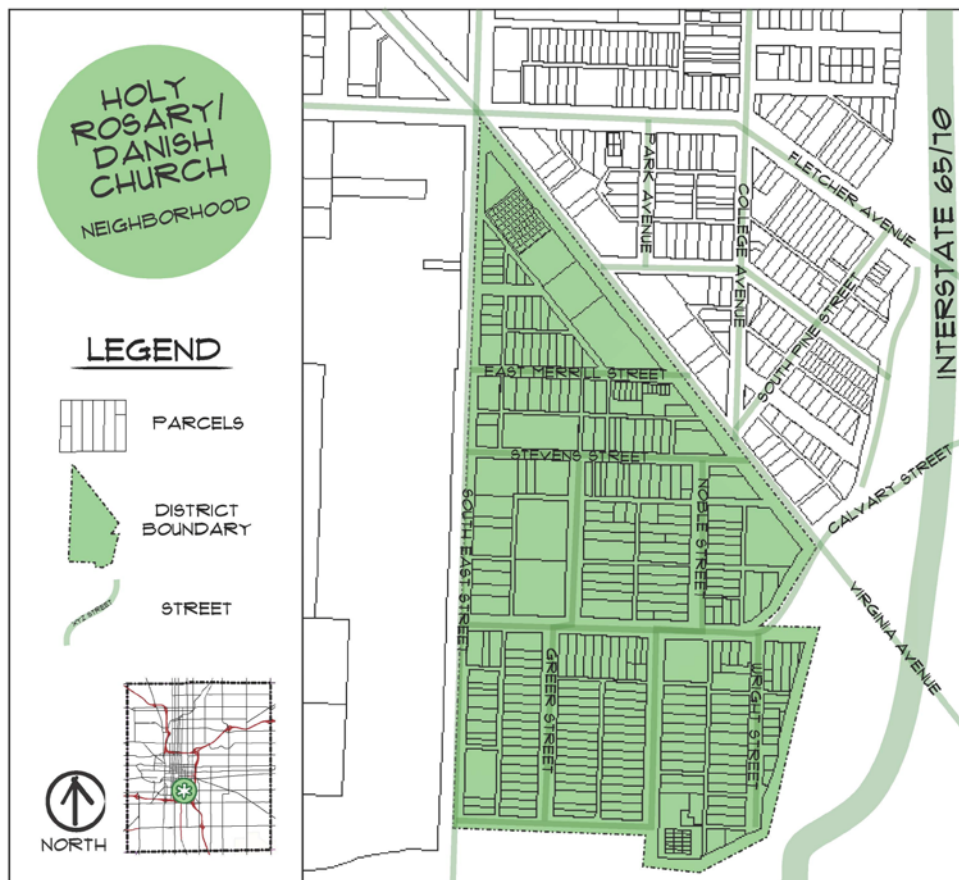 HOLY
ROSARY/
DANISH
CHURCH
NEIGHBORHOOD
LEGEND
PARCELS
DISTRICT
BOUNDARY
XYZ STREET
STREET
NORTH
PARK AVENUE
COLLEGE AVENUE
FLETCHER AVENUE
INTERSTATE 65/70
SOUTH PINE STREET
EAST MERRILL STREET
STEVENS STREET
CALVARY STREET
SOUTH EAST STREET
NOBLE STREET
VIRGINIA AVENUE
GREER STREET
WRIGHT STREET